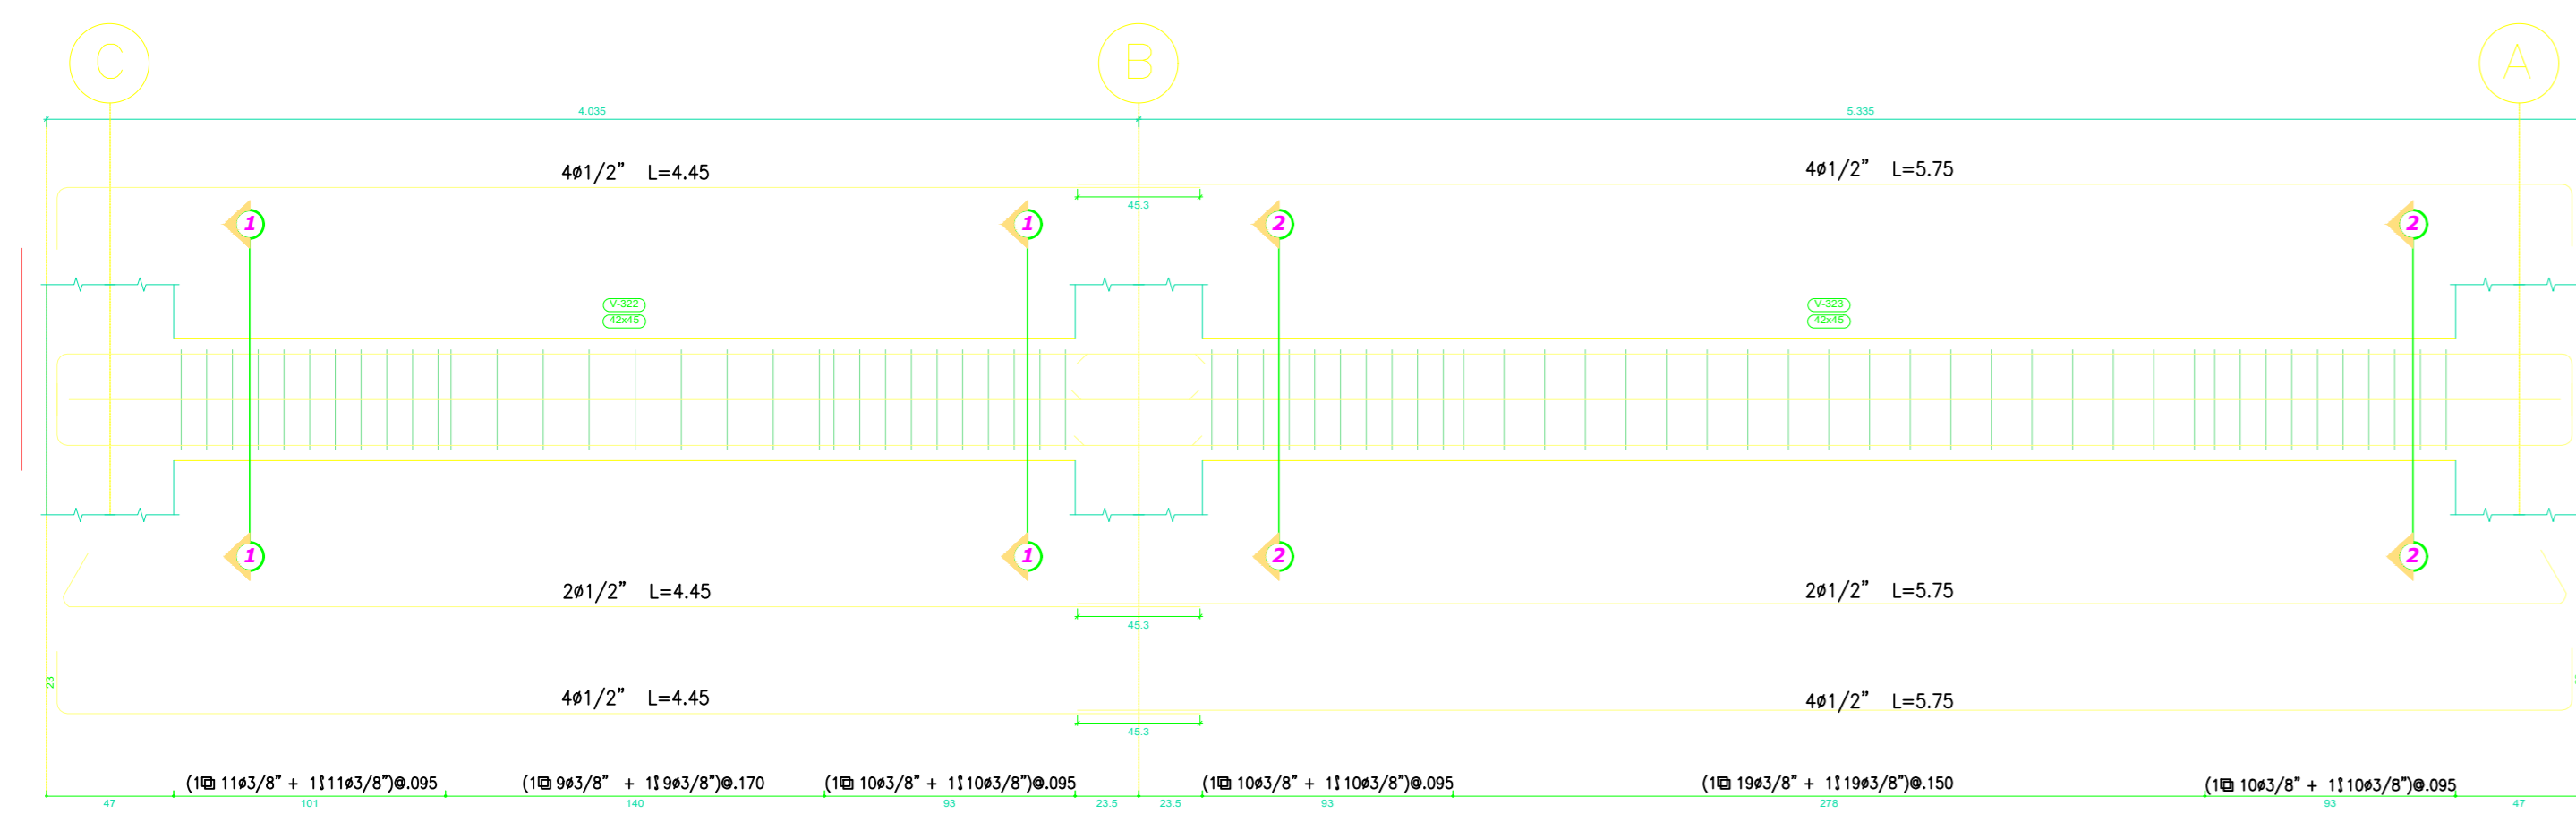 C B A
4.035 5.335
4ø1/2" L=4.45 4ø1/2" L=5.75
45.3
1 1 2 2
V-322 V-323
42x45 42x45
1 1 2 2
2ø1/2" L=4.45 2ø1/2" L=5.75
45.3
23
4ø1/2" L=4.45 4ø1/2" L=5.75
45.3
(1 11ø3/8" + 1 11ø3/8")@.095 (1 9ø3/8" + 1 9ø3/8")@.170 (1 10ø3/8" + 1 10ø3/8")@.095 (1 10ø3/8" + 1 10ø3/8")@.095 (1 19ø3/8" + 1 19ø3/8")@.150 (1 10ø3/8" + 1 10ø3/8")@.095
47 101 140 93 23.5 23.5 93 278 93 47